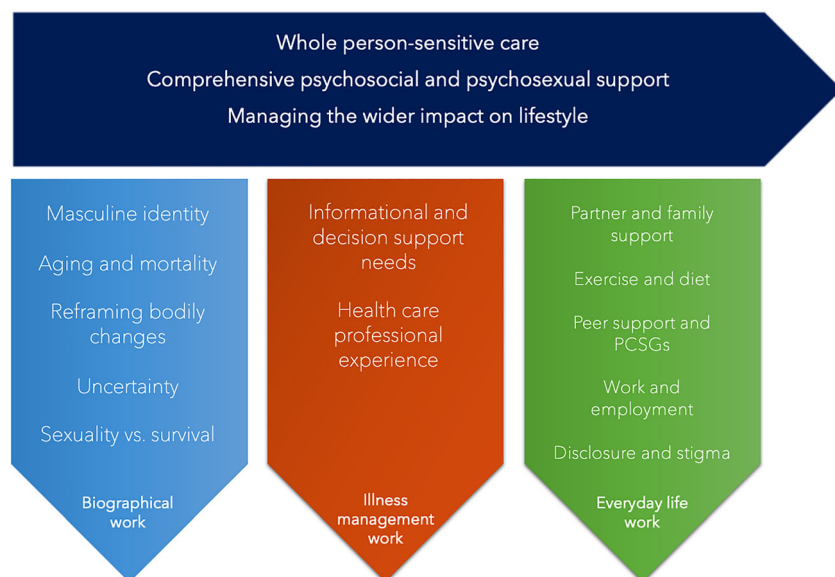 Whole person-sensitive care
Comprehensive psychosocial and psychosexual support
Managing the wider impact on lifestyle
Masculine identity
Aging and mortality
Reframing bodily
changes
Uncertainty
Sexuality vs. survival
Biographical
work
Informational and
decision support
needs
Health care
professional
experience
Illness
management
work
Partner and family
support
Exercise and diet
Peer support and
PCSGs
Work and
employment
Disclosure and stigma
Everyday life
work